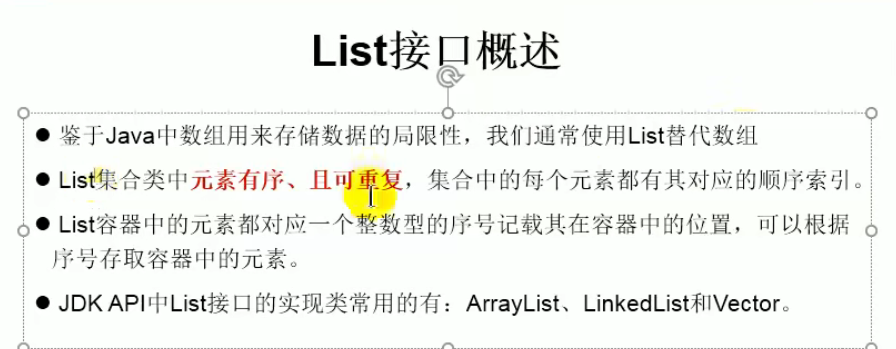 List接口概述
● 鉴于Java中数组用来存储数据的局限性，我们通常使用List替代数组
● List集合类中元素有序、且可重复，集合中的每个元素都有其对应的顺序索引。
● List容器中的元素都对应一个整数型的序号记载其在容器中的位置，可以根据
序号存取容器中的元素。
● JDK API中List接口的实现类常用的有：ArrayList、LinkedList和Vector。